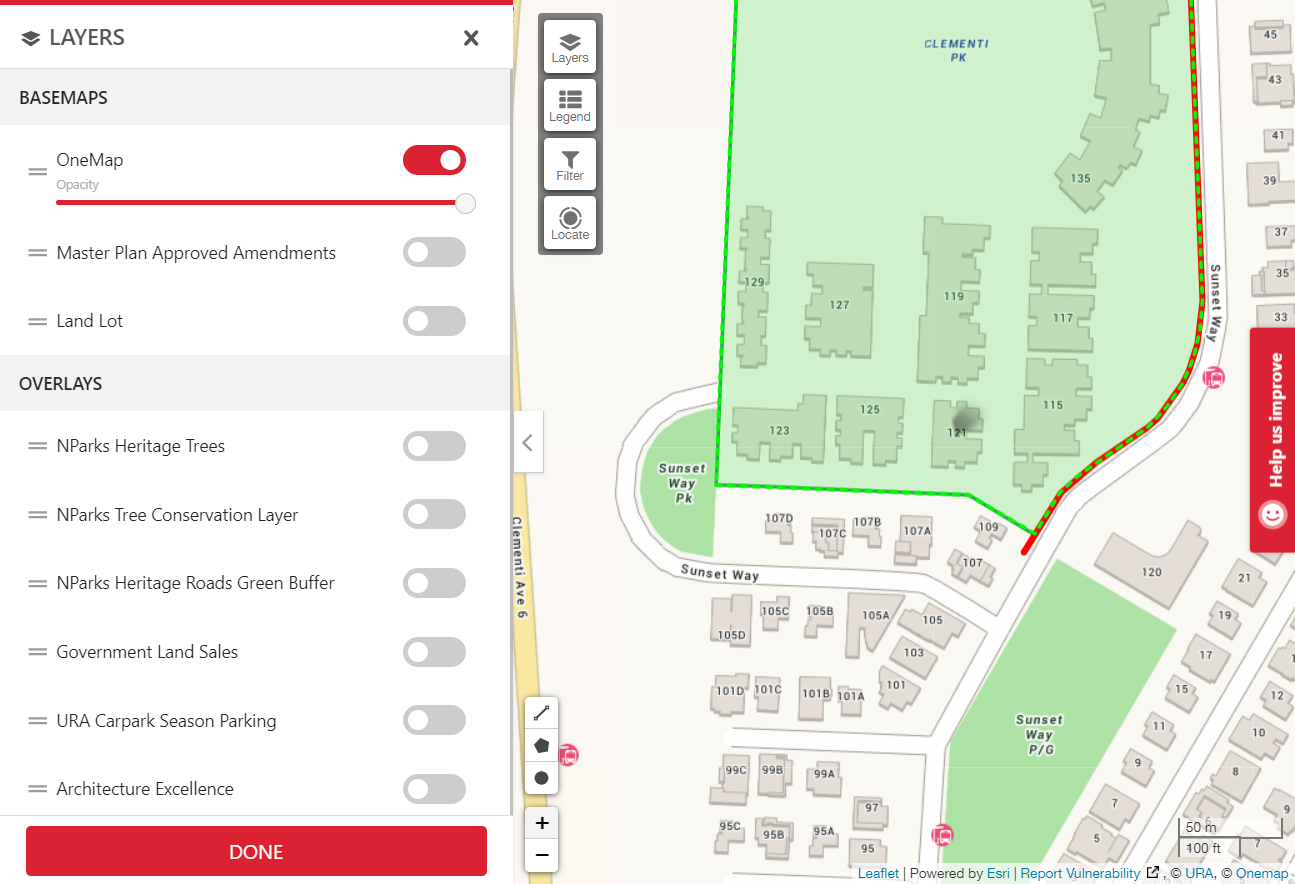 LAYERS
BASEMAPS
OneMap
Opacity
Master Plan Approved Amendments
Land Lot
OVERLAYS
NParks Heritage Trees
NParks Tree Conservation Layer
NParks Heritage Roads Green Buffer
Government Land Sales
URA Carpark Season Parking
Architecture Excellence
DONE
Layers
Legend
Filter
Locate
+
−
CLEMENTI
PK
45
43
41
39
37
35
33
135
129
127
119
117
115
125
123
121
Sunset Way
Help us improve
Sunset
Way
Pk
Clementi Ave 6
107D
107C
107B
107A
109
107
Sunset Way
120
21
19
17
15
11
9
7
5
12
10
8
6
9
7
105D
105C
105B
105A
105
103
101
101D
101C
101B
101A
Sunset
Way
P/G
99C
99B
99A
97
95C
95B
95A
95
50 m
100 ft
Leaflet | Powered by Esri | Report Vulnerability , © URA, © Onemap